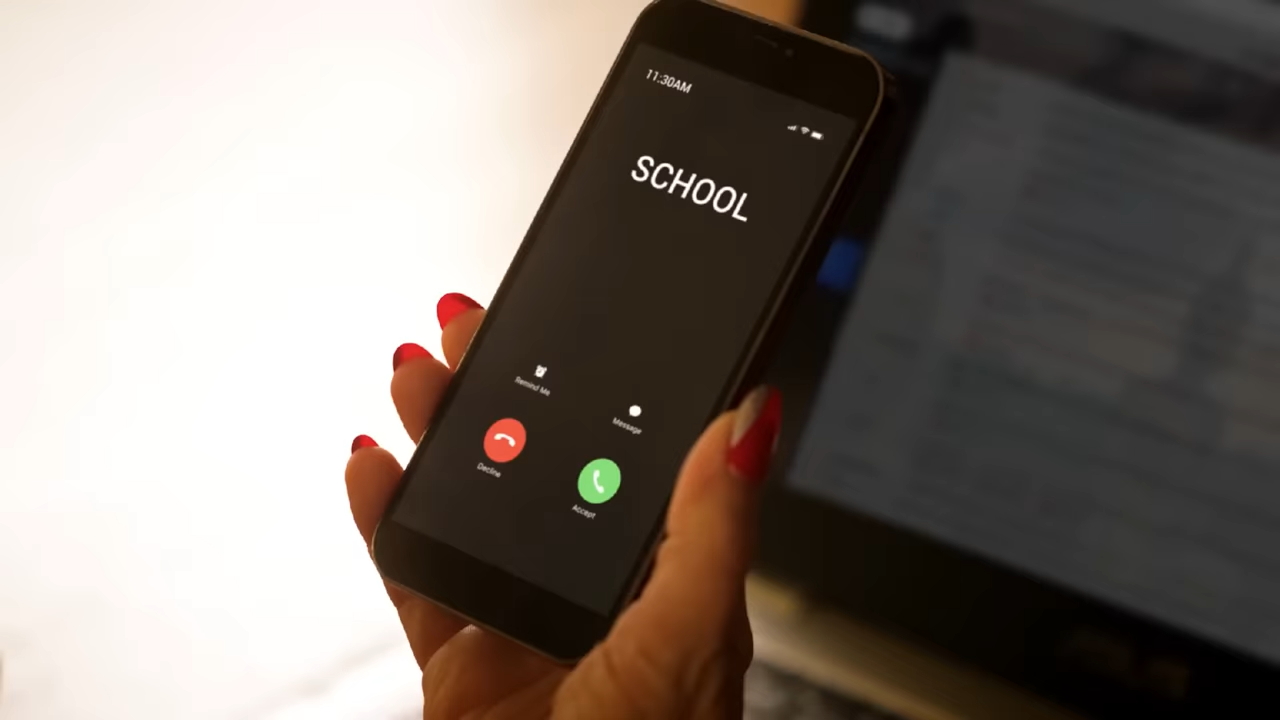 11:30AM
SCHOOL
Remind Me
Message
Decline
Accept